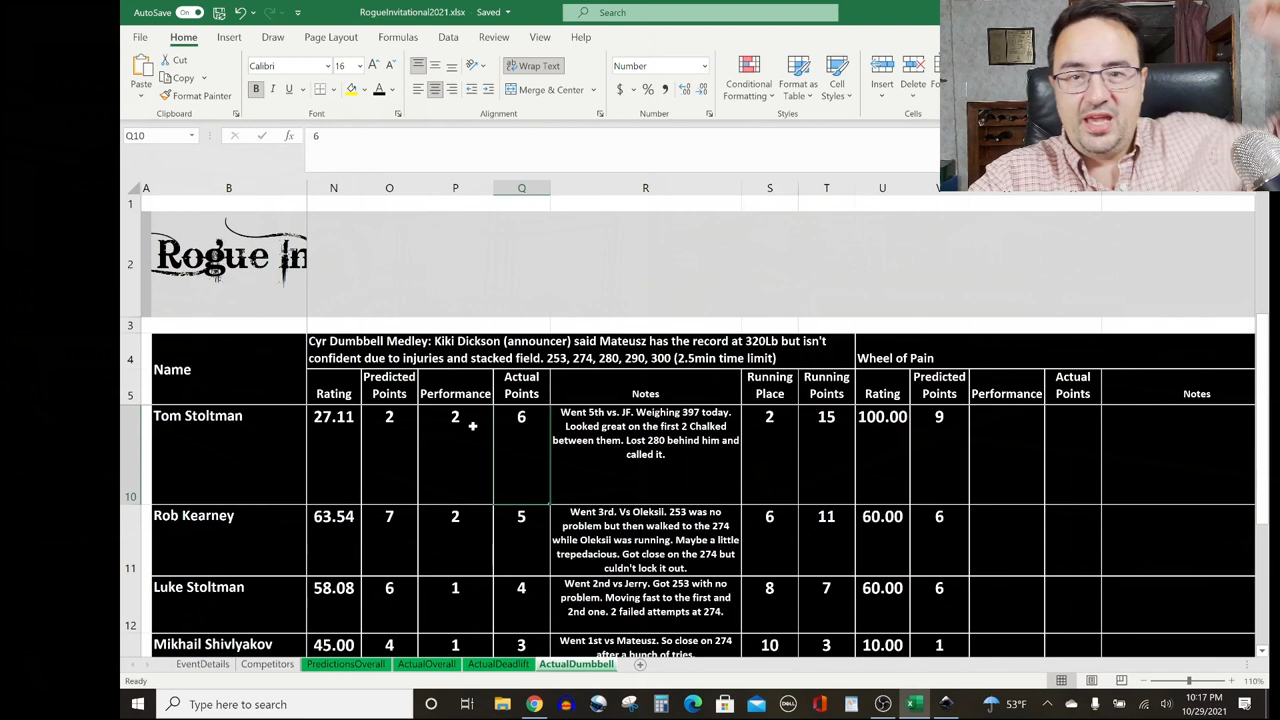 AutoSave On RogueInvitational2021.xlsx - Saved Search
File Home Insert Draw Page Layout Formulas Data Review View Help
Paste Cut Copy Format Painter
Calibri 16 Wrap Text Number
B I U Merge & Center $ % Conditional Formatting Format as Table Cell Styles Insert Delete
Clipboard Font Alignment Number Styles Cells
Q10 fx 6
A B N O P Q R S T U
1
2 Rogue In
3
4 Name Cyr Dumbbell Medley: Kiki Dickson (announcer) said Mateusz has the record at 320Lb but isn't
confident due to injuries and stacked field. 253, 274, 280, 290, 300 (2.5min time limit) Wheel of Pain
5 Rating Predicted Points Performance Actual Points Notes Running Place Running Points Rating Predicted Points Performance Actual Points Notes
Tom Stoltman 27.11 2 2 6 Went 5th vs. JF. Weighing 397 today. 2 15 100.00 9
Looked great on the first 2 Chalked
between them. Lost 280 behind him and
called it.
10
Rob Kearney 63.54 7 2 5 Went 3rd. Vs Oleksii. 253 was no 6 11 60.00 6
problem but then walked to the 274
while Oleksii was running. Maybe a little
trepedacious. Got close on the 274 but
11 culdn't lock it out.
Luke Stoltman 58.08 6 1 4 Went 2nd vs Jerry. Got 253 with no 8 7 60.00 6
problem. Moving fast to the first and
2nd one. 2 failed attempts at 274.
12
Mikhail Shivlyakov 45.00 4 1 3 Went 1st vs Mateusz. So close on 274 10 3 10.00 1
after a bunch of tries.
EventDetails Competitors PredictionsOverall ActualOverall ActualDeadlift ActualDumbbell
Ready 110%
Type here to search DELL 53°F 10:17 PM
10/29/2021